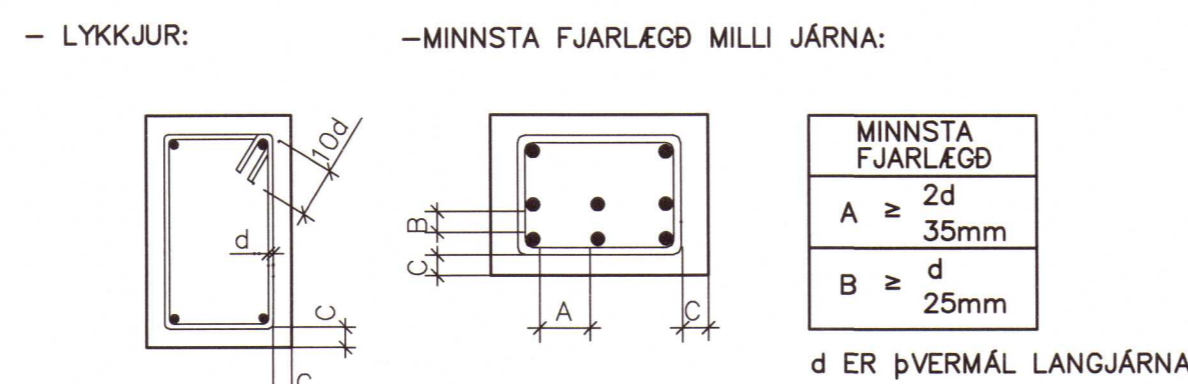 – LYKKJUR:
–MINNSTA FJARLÆGÐ MILLI JÁRNA:
10d
d
C
C
B
C
A
C
MINNSTA
FJARLÆGÐ
A ≥ 2d
35mm
B ≥ d
25mm
d ER ÞVERMÁL LANGJÁRNA